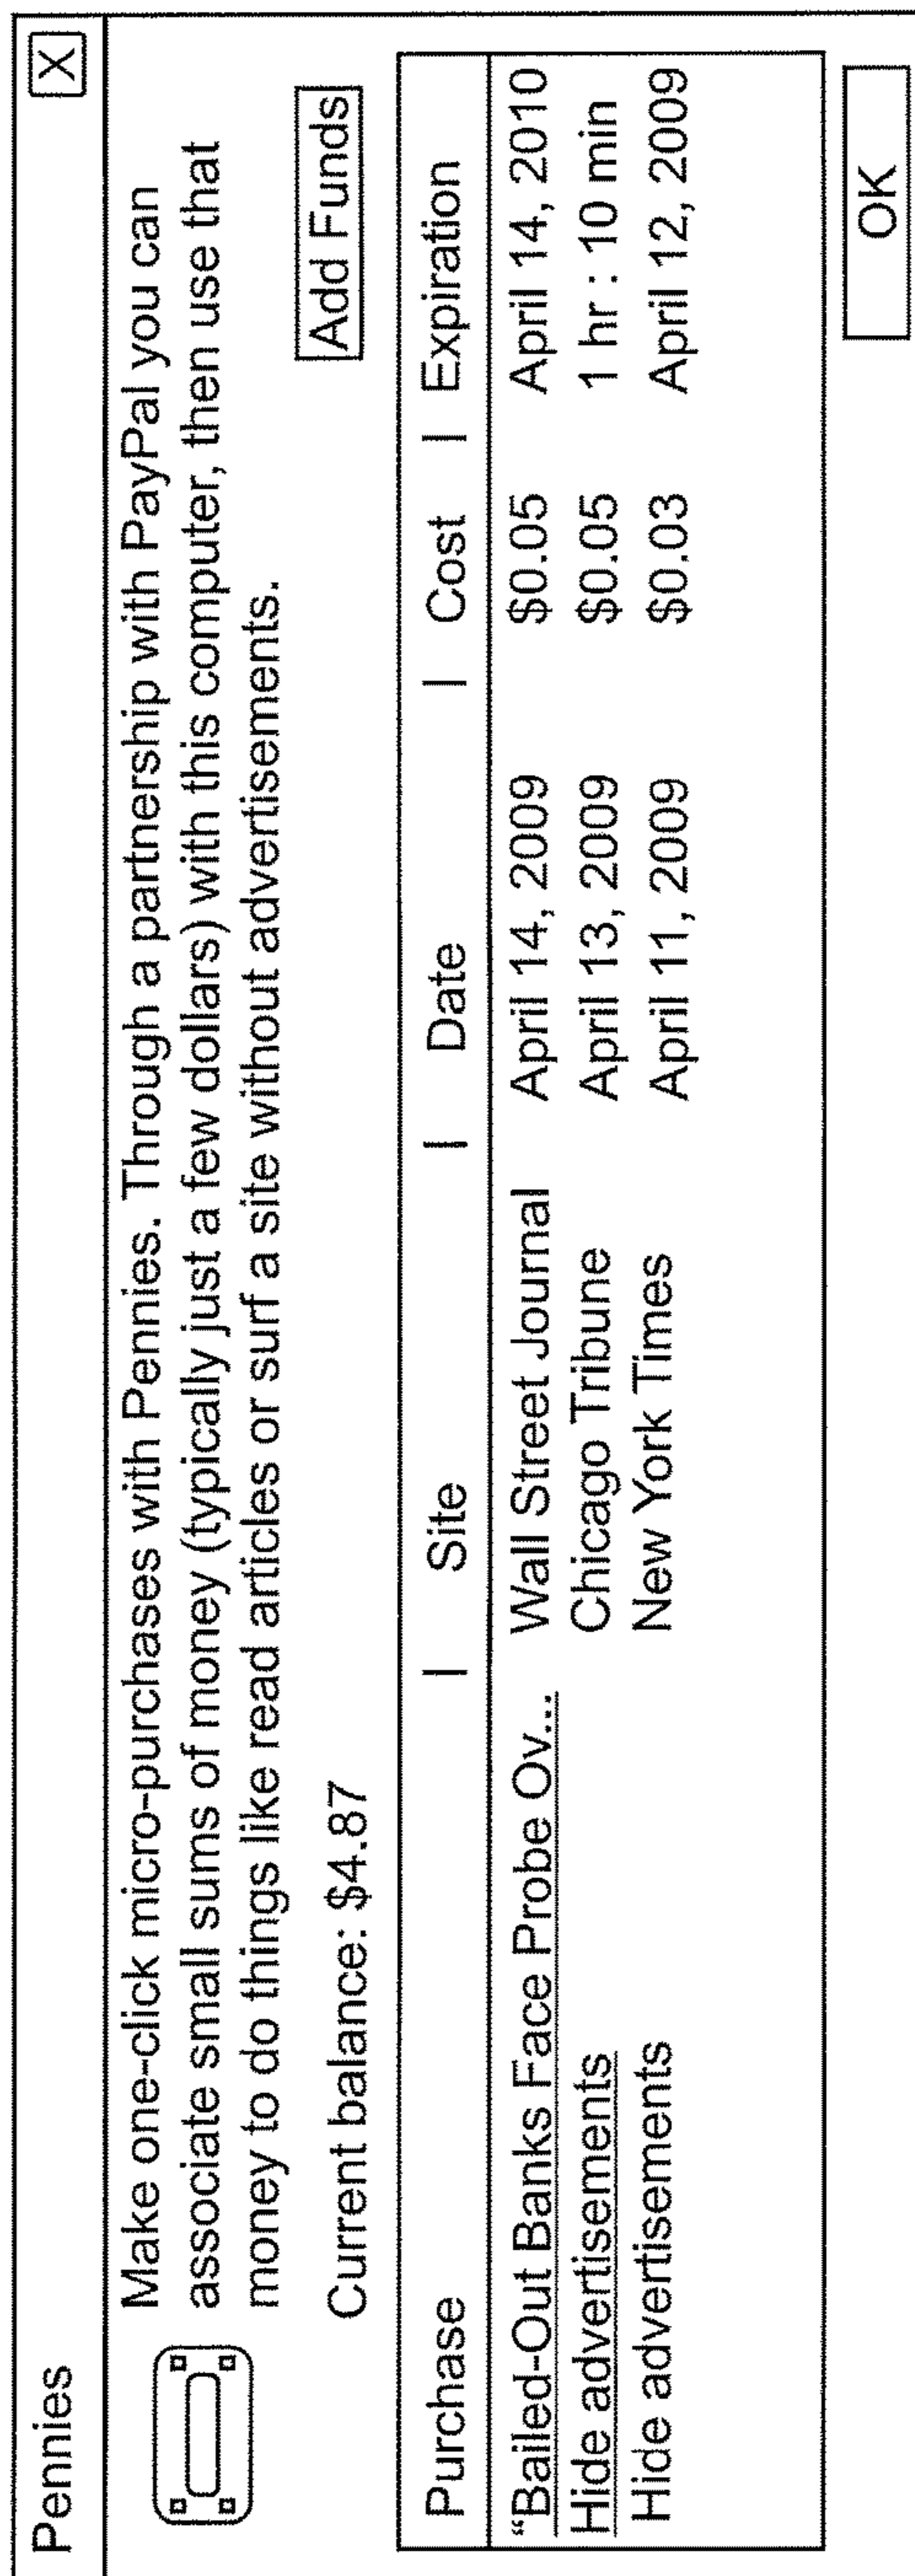 Pennies X
Make one-click micro-purchases with Pennies. Through a partnership with PayPal you can
associate small sums of money (typically just a few dollars) with this computer, then use that
money to do things like read articles or surf a site without advertisements.
Current balance: $4.87 Add Funds
Purchase | Site | Date | Cost | Expiration
“Bailed-Out Banks Face Probe Ov... Wall Street Journal April 14, 2009 $0.05 April 14, 2010
Hide advertisements Chicago Tribune April 13, 2009 $0.05 1 hr : 10 min
Hide advertisements New York Times April 11, 2009 $0.03 April 12, 2009
OK